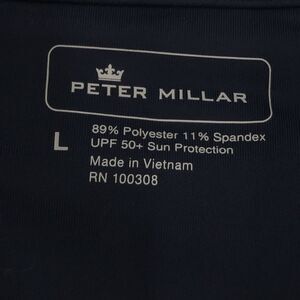 PETER MILLAR
L
89% Polyester 11% Spandex
UPF 50+ Sun Protection
Made in Vietnam
RN 100308